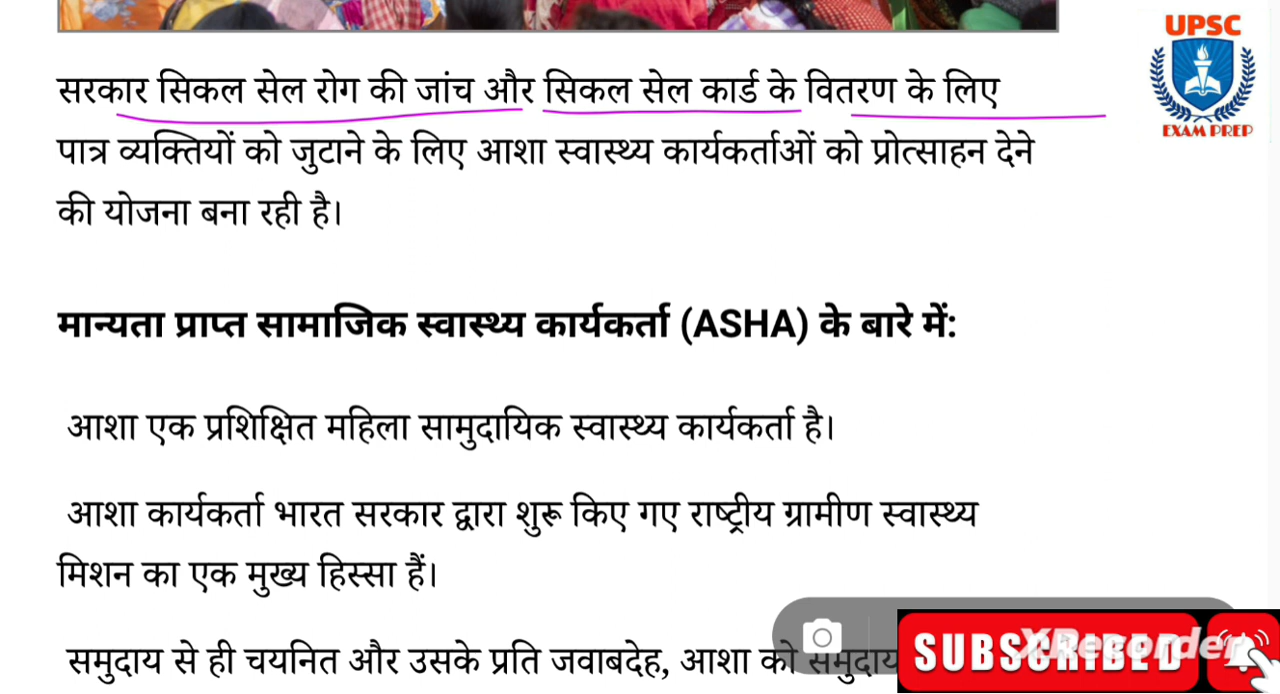 UPSC
EXAM PREP
सरकार सिकल सेल रोग की जांच और सिकल सेल कार्ड के वितरण के लिए
पात्र व्यक्तियों को जुटाने के लिए आशा स्वास्थ्य कार्यकर्ताओं को प्रोत्साहन देने
की योजना बना रही है।
मान्यता प्राप्त सामाजिक स्वास्थ्य कार्यकर्ता (ASHA) के बारे में:
आशा एक प्रशिक्षित महिला सामुदायिक स्वास्थ्य कार्यकर्ता है।
आशा कार्यकर्ता भारत सरकार द्वारा शुरू किए गए राष्ट्रीय ग्रामीण स्वास्थ्य
मिशन का एक मुख्य हिस्सा हैं।
समुदाय से ही चयनित और उसके प्रति जवाबदेह, आशा को समुदाय
SUBSCRIBED
XRecorder